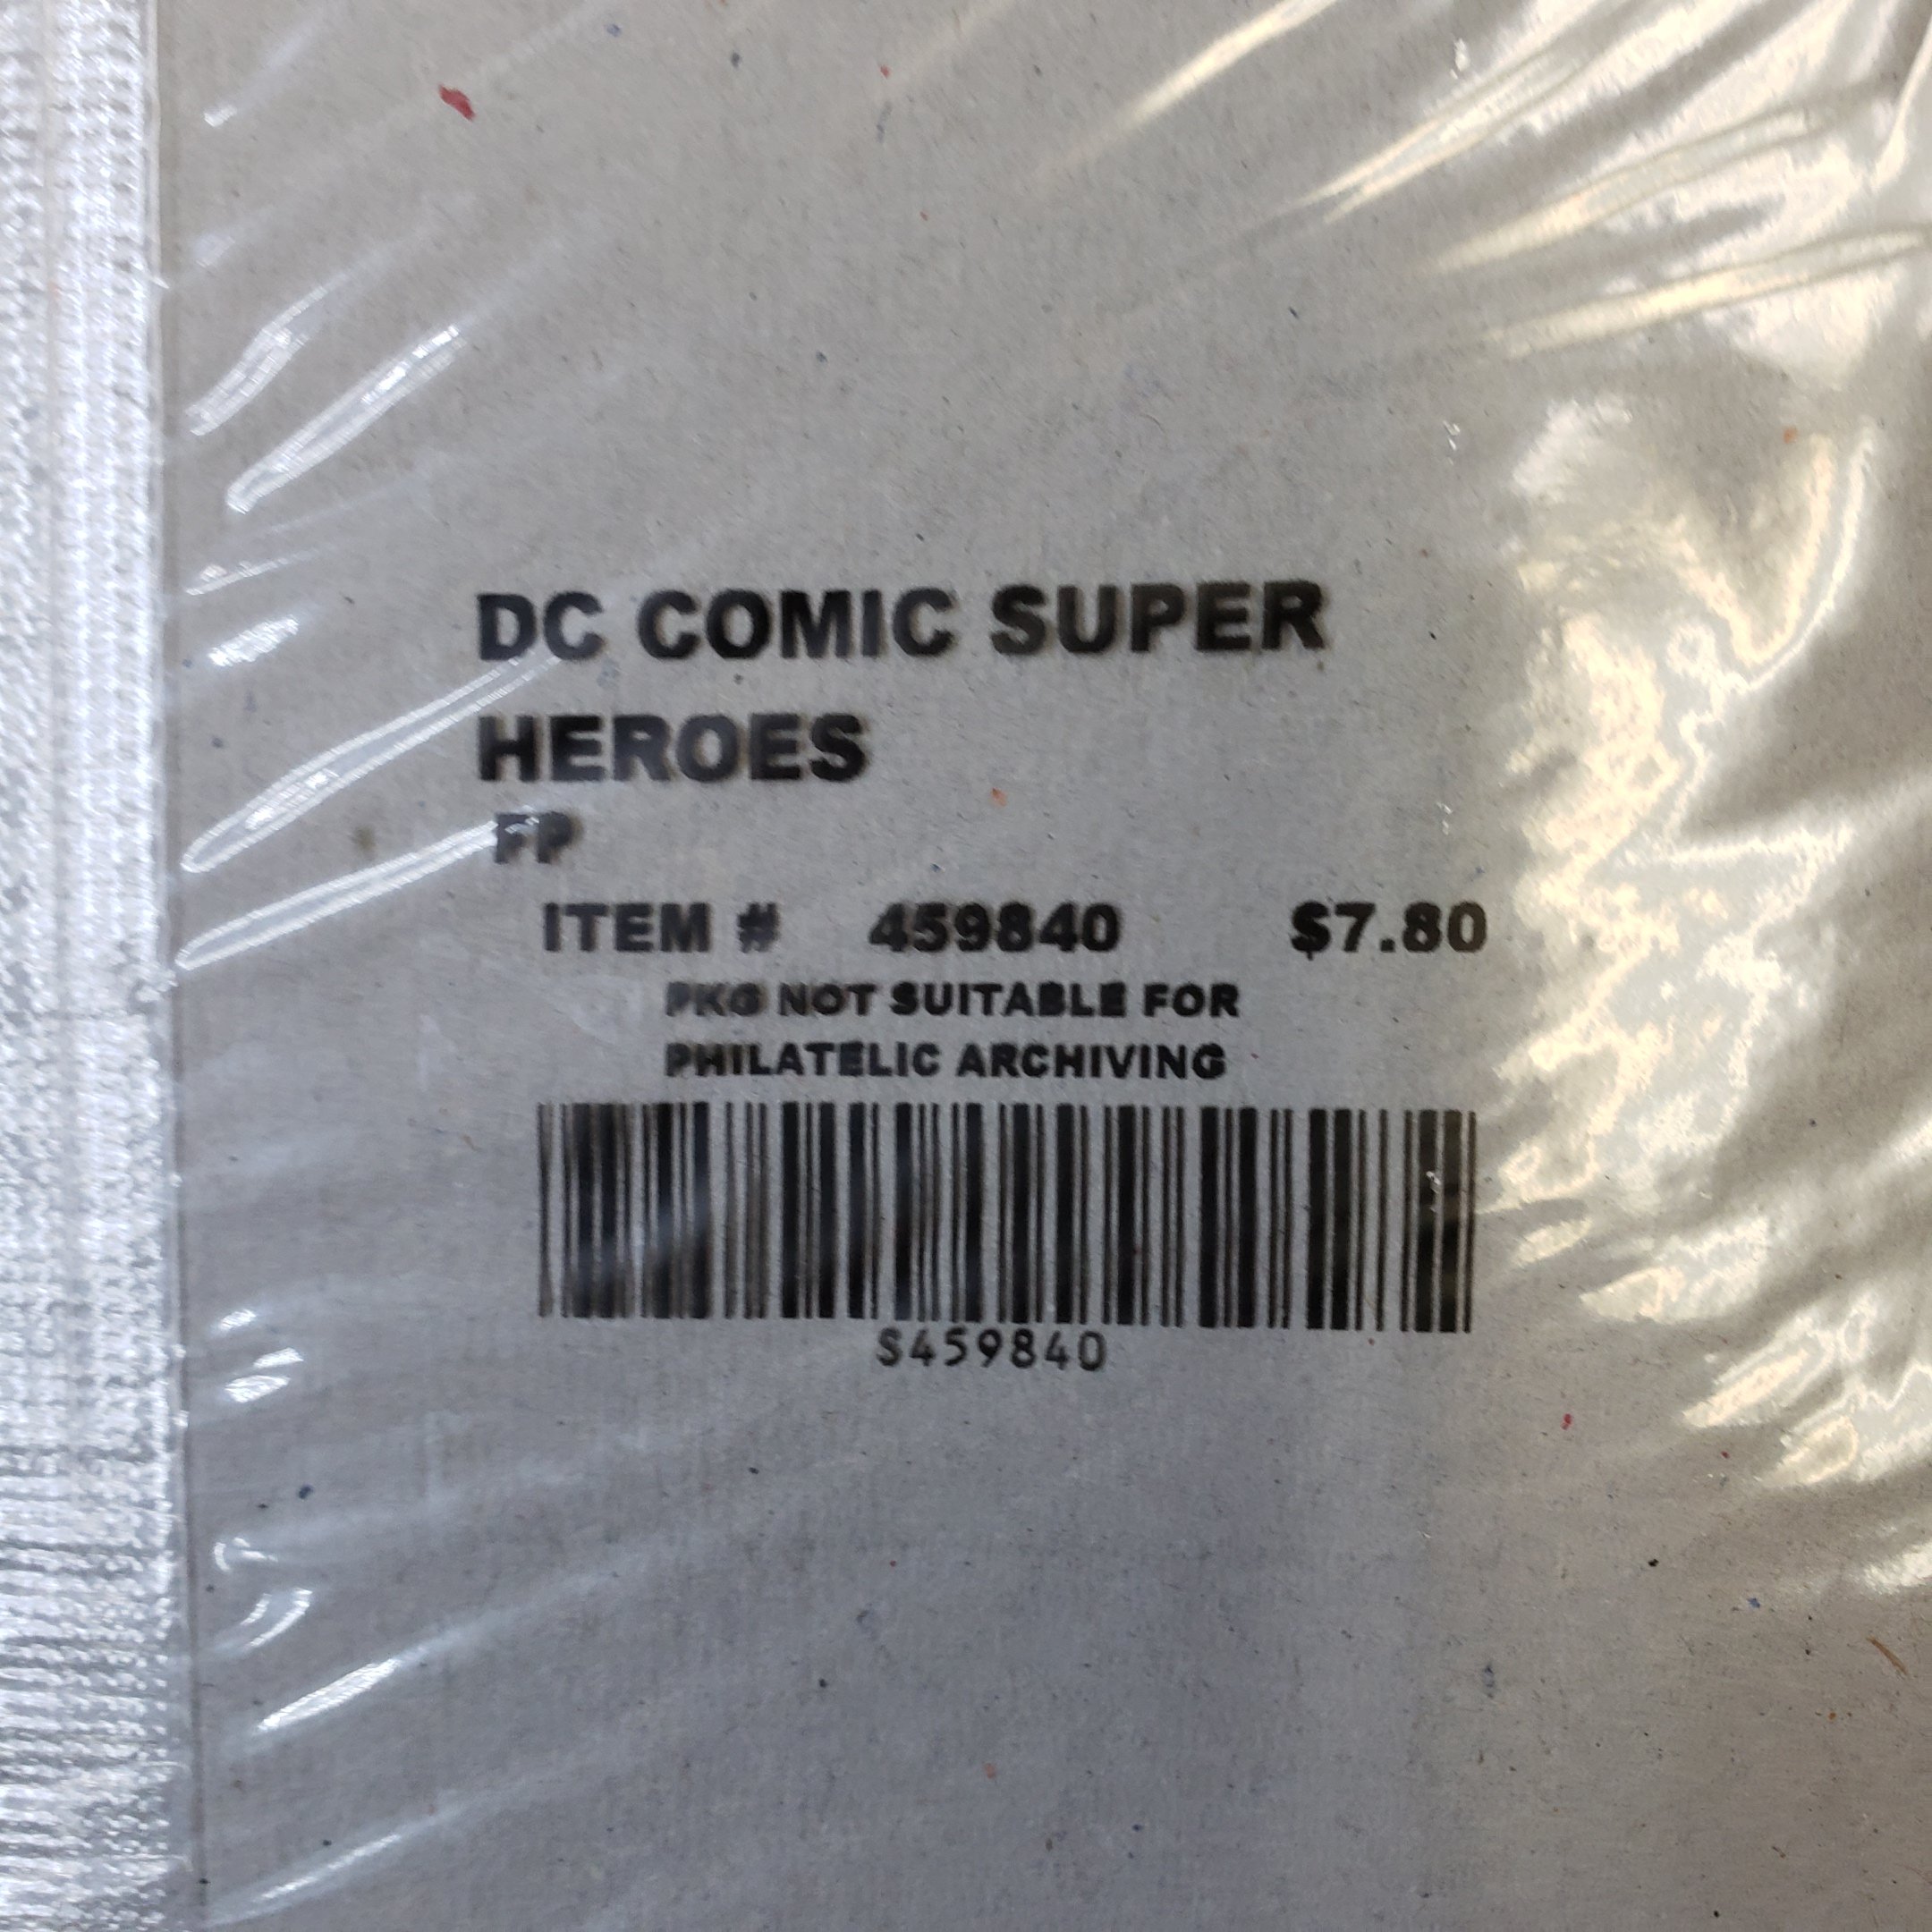 DC COMIC SUPER
HEROES
FP
ITEM # 459840 $7.80
PKG NOT SUITABLE FOR
PHILATELIC ARCHIVING
S459840